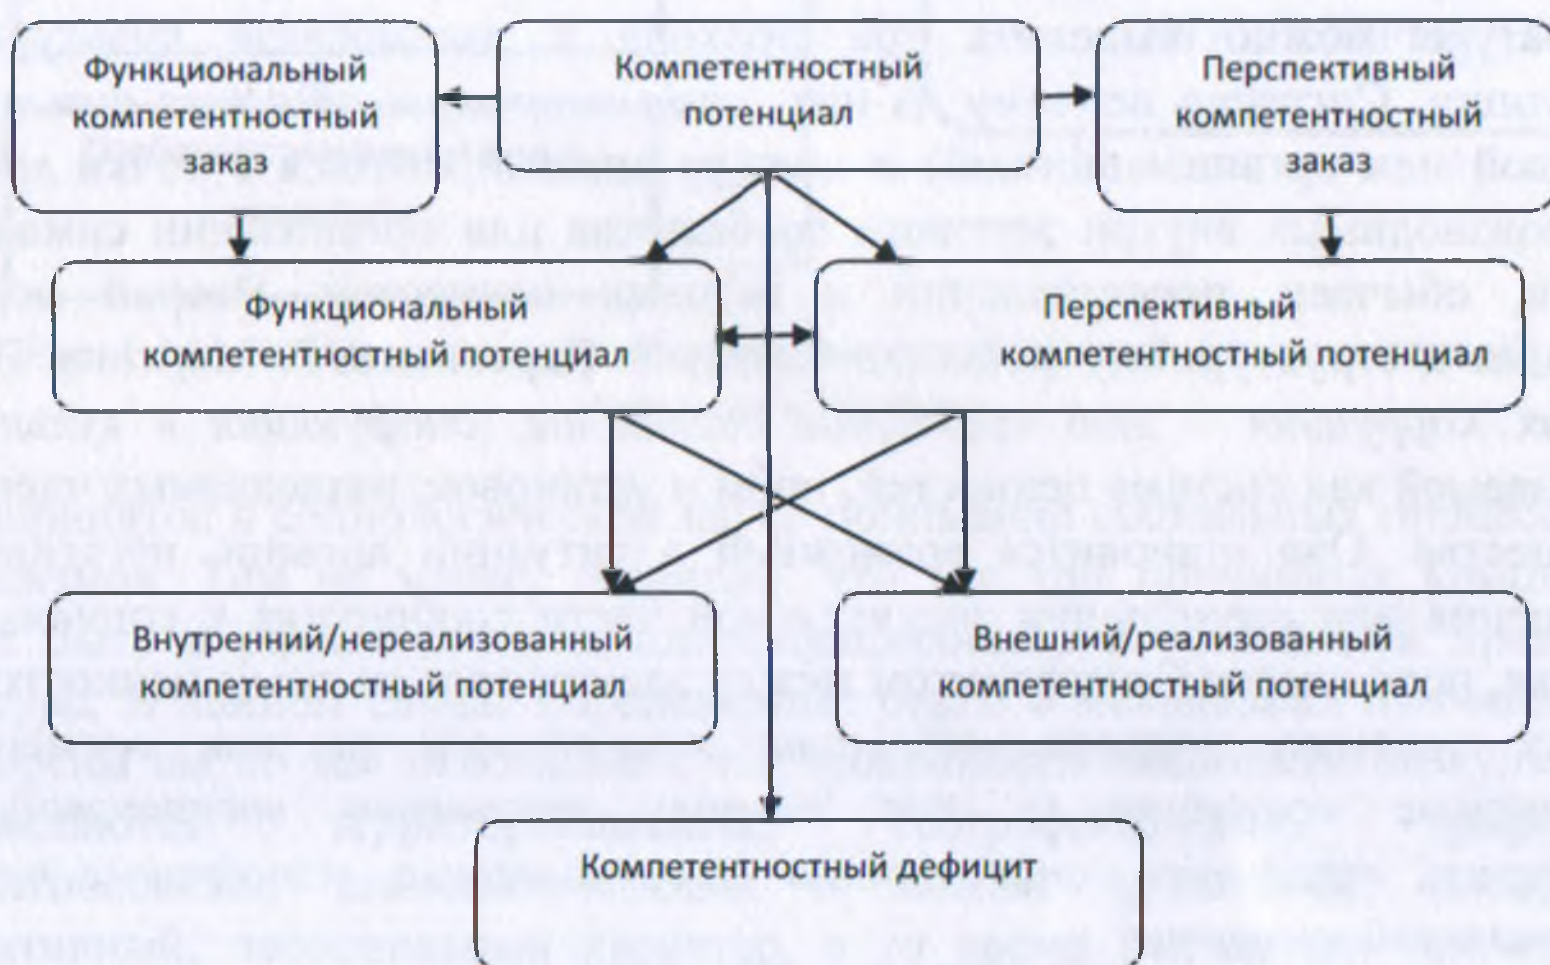 Функциональный
компетентностный
заказ
Компетентностный
потенциал
Перспективный
компетентностный
заказ
Функциональный
компетентностный потенциал
Перспективный
компетентностный потенциал
Внутренний/нереализованный
компетентностный потенциал
Внешний/реализованный
компетентностный потенциал
Компетентностный дефицит